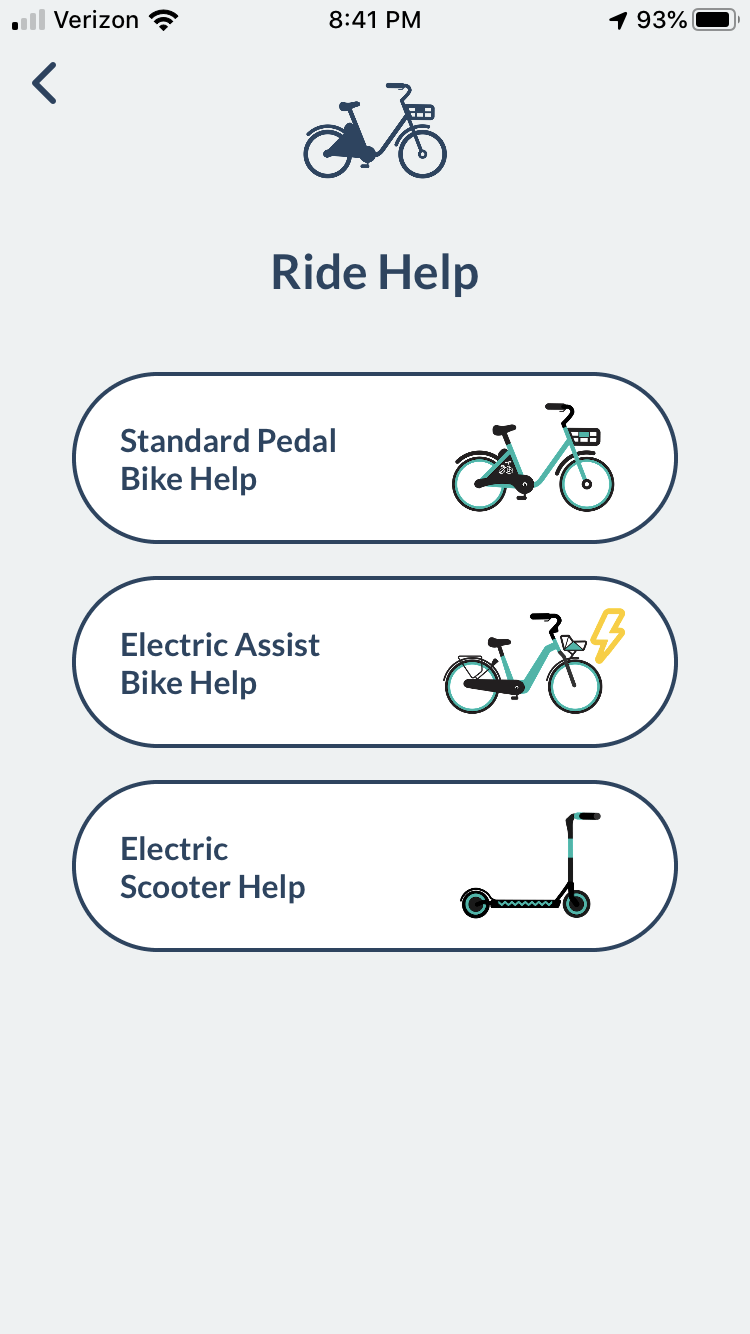 Verizon 8:41 PM 93%
Ride Help
Standard Pedal
Bike Help
Electric Assist
Bike Help
Electric
Scooter Help